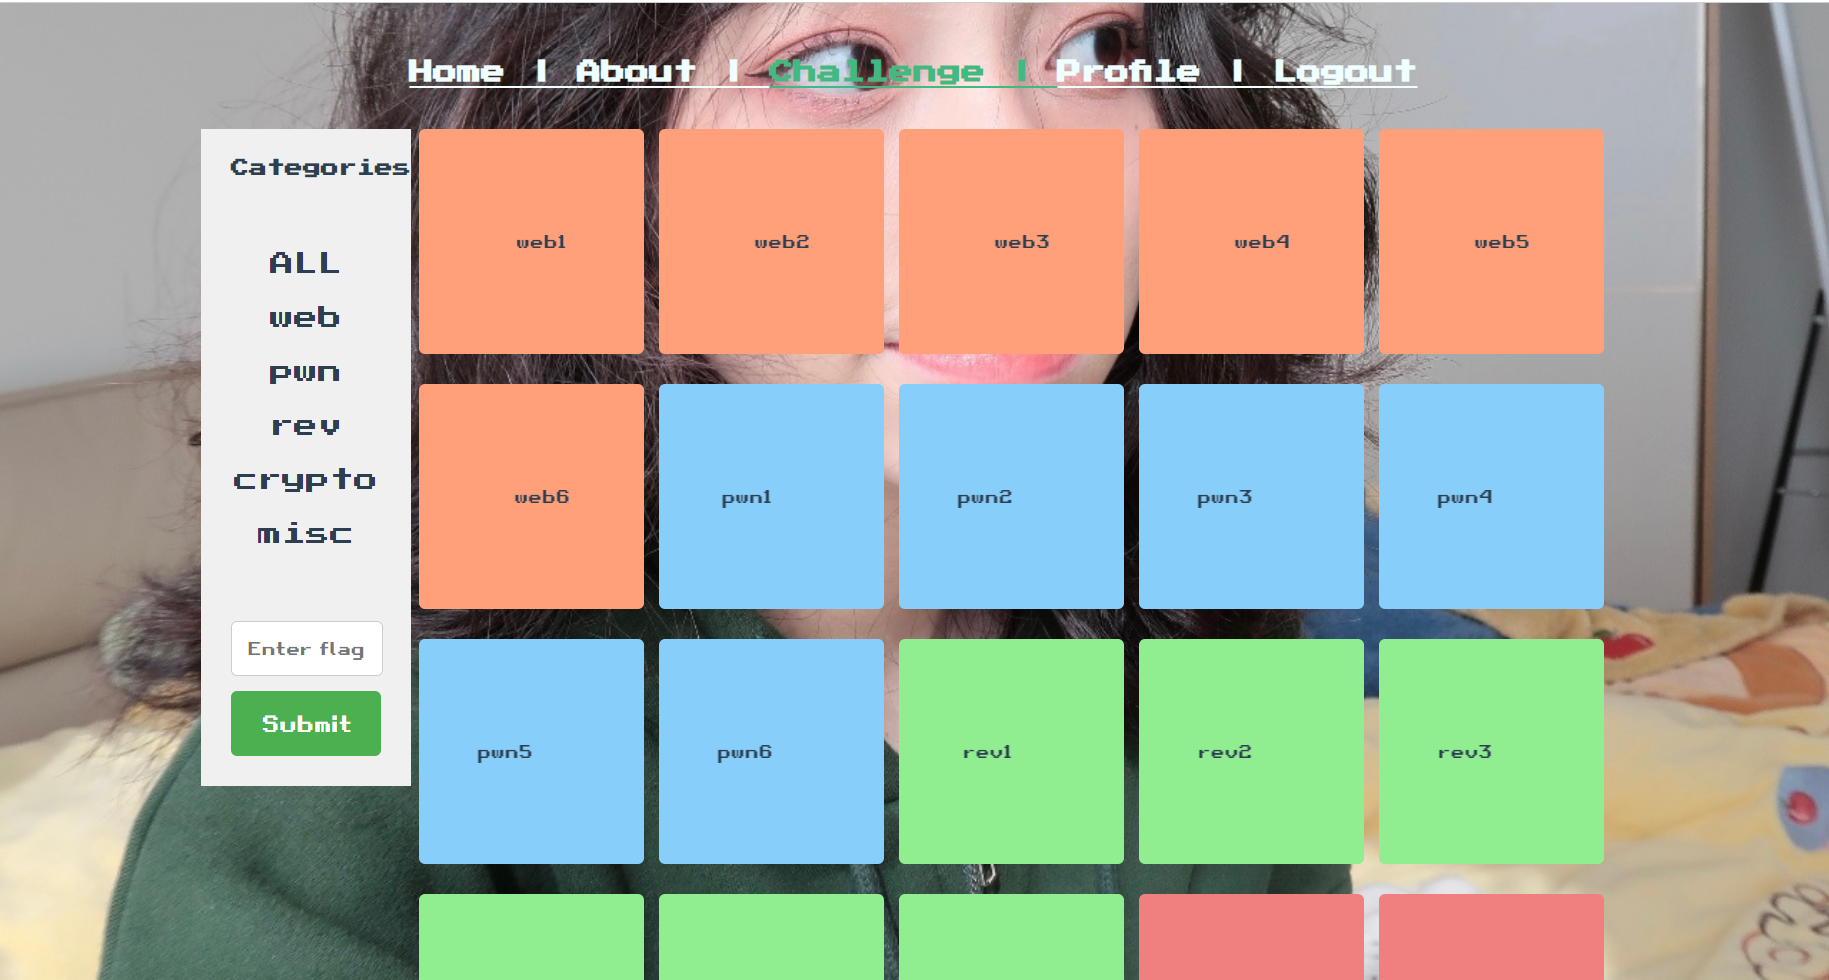 Home | About | Challenge | Profile | Logout
Categories
ALL
web
pwn
rev
crypto
misc
Enter flag
Submit
web1 web2 web3 web4 web5
web6 pwn1 pwn2 pwn3 pwn4
pwn5 pwn6 rev1 rev2 rev3